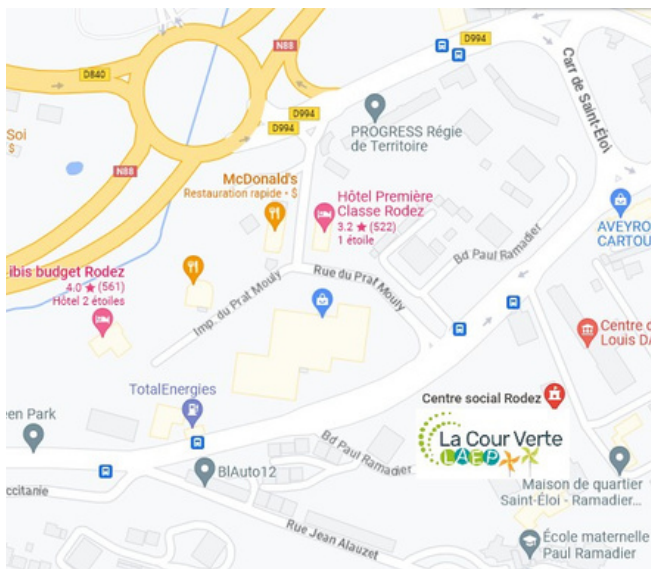 D994
N88
D840
D994
D994
Carr de Saint-Éloi
PROGRESS Régie
de Territoire
Soi
$
N88
McDonald's
Restauration rapide • $
Hôtel Première
Classe Rodez
3.2 ★ (522)
1 étoile
AVEYRO
CARTOU
Bd Paul Ramadier
ibis budget Rodez
4.0 ★ (561)
Hôtel 2 étoiles
Imp. du Prat Mouly
Rue du Prat Mouly
Centre d
Louis DA
TotalEnergies
Centre social Rodez
een Park
La Cour Verte
LAEP
Bd Paul Ramadier
BlAuto12
Maison de quartier
Saint-Éloi - Ramadier...
ccitanie
Rue Jean Alauzet
École maternelle
Paul Ramadier